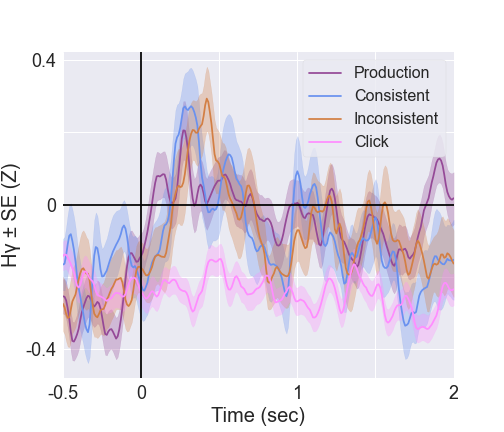 0.4
0
-0.4
Hγ ± SE (Z)
Production
Consistent
Inconsistent
Click
-0.5
0
1
2
Time (sec)